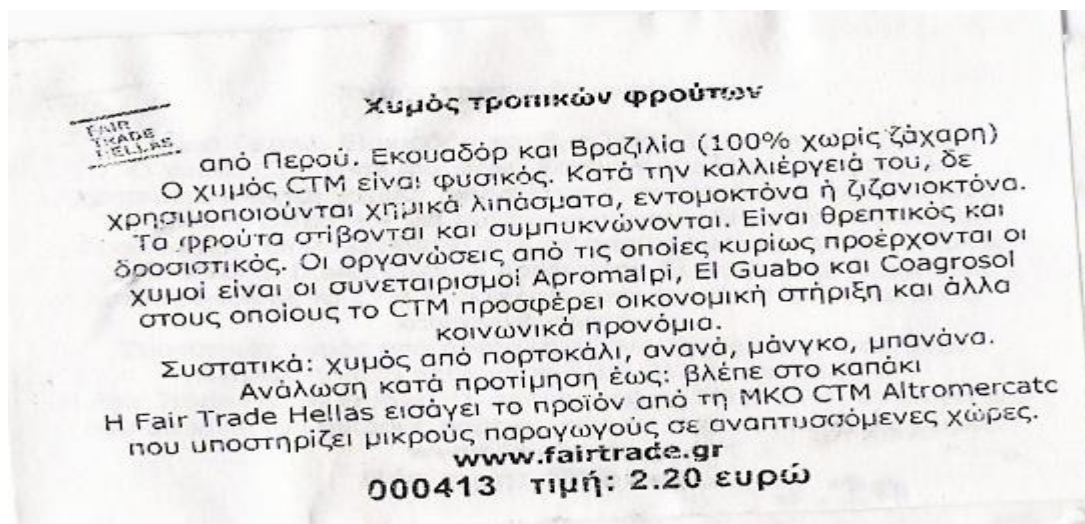 Χυμός τροπικών φρούτων
FAIR
TRADE
HELLAS
από Περού. Εκουαδόρ και Βραζιλία (100% χωρίς ζάχαρη)
Ο χυμός CTM είναι φυσικός. Κατά την καλλιέργειά του, δε
χρησιμοποιούνται χημικά λιπάσματα, εντομοκτόνα ή ζιζανιοκτόνα.
Τα φρούτα στίβονται και συμπυκνώνονται. Είναι θρεπτικός και
δροσιστικός. Οι οργανώσεις από τις οποίες κυρίως προέρχονται οι
χυμοί είναι οι συνεταιρισμοί Apromalpi, El Guabo και Coagrosol
στους οποίους το CTM προσφέρει οικονομική στήριξη και άλλα
κοινωνικά προνόμια.
Συστατικά: χυμός από πορτοκάλι, ανανά, μάνγκο, μπανάνα.
Ανάλωση κατά προτίμηση έως: βλέπε στο καπάκι
Η Fair Trade Hellas εισάγει το προϊόν από τη ΜΚΟ CTM Altromercato
που υποστηρίζει μικρούς παραγωγούς σε αναπτυσσόμενες χώρες.
www.fairtrade.gr
000413 τιμή: 2.20 ευρώ